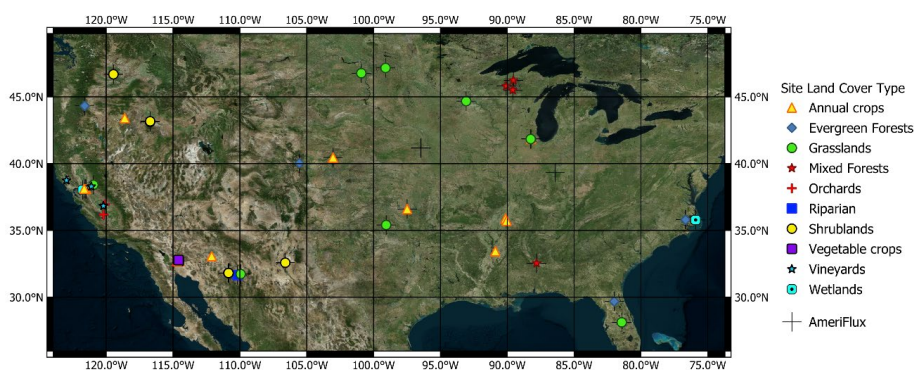 120.0°W 115.0°W 110.0°W 105.0°W 100.0°W 95.0°W 90.0°W 85.0°W 80.0°W 75.0°W
Site Land Cover Type
45.0°N 45.0°N
Annual crops
Evergreen Forests
Grasslands
40.0°N 40.0°N
Mixed Forests
Orchards
Riparian
35.0°N 35.0°N
Shrublands
Vegetable crops
Vineyards
Wetlands
30.0°N 30.0°N
AmeriFlux
120.0°W 115.0°W 110.0°W 105.0°W 100.0°W 95.0°W 90.0°W 85.0°W 80.0°W 75.0°W